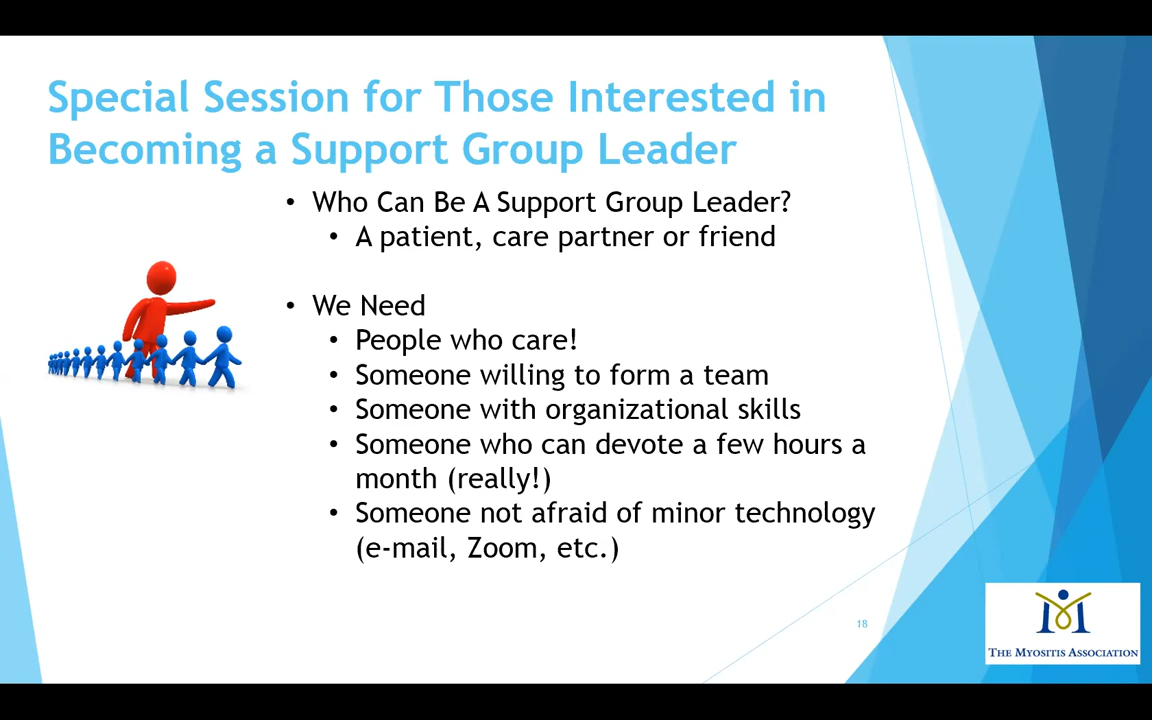 Special Session for Those Interested in
Becoming a Support Group Leader
• Who Can Be A Support Group Leader?
• A patient, care partner or friend
• We Need
• People who care!
• Someone willing to form a team
• Someone with organizational skills
• Someone who can devote a few hours a
month (really!)
• Someone not afraid of minor technology
(e-mail, Zoom, etc.)
18
THE MYOSITIS ASSOCIATION